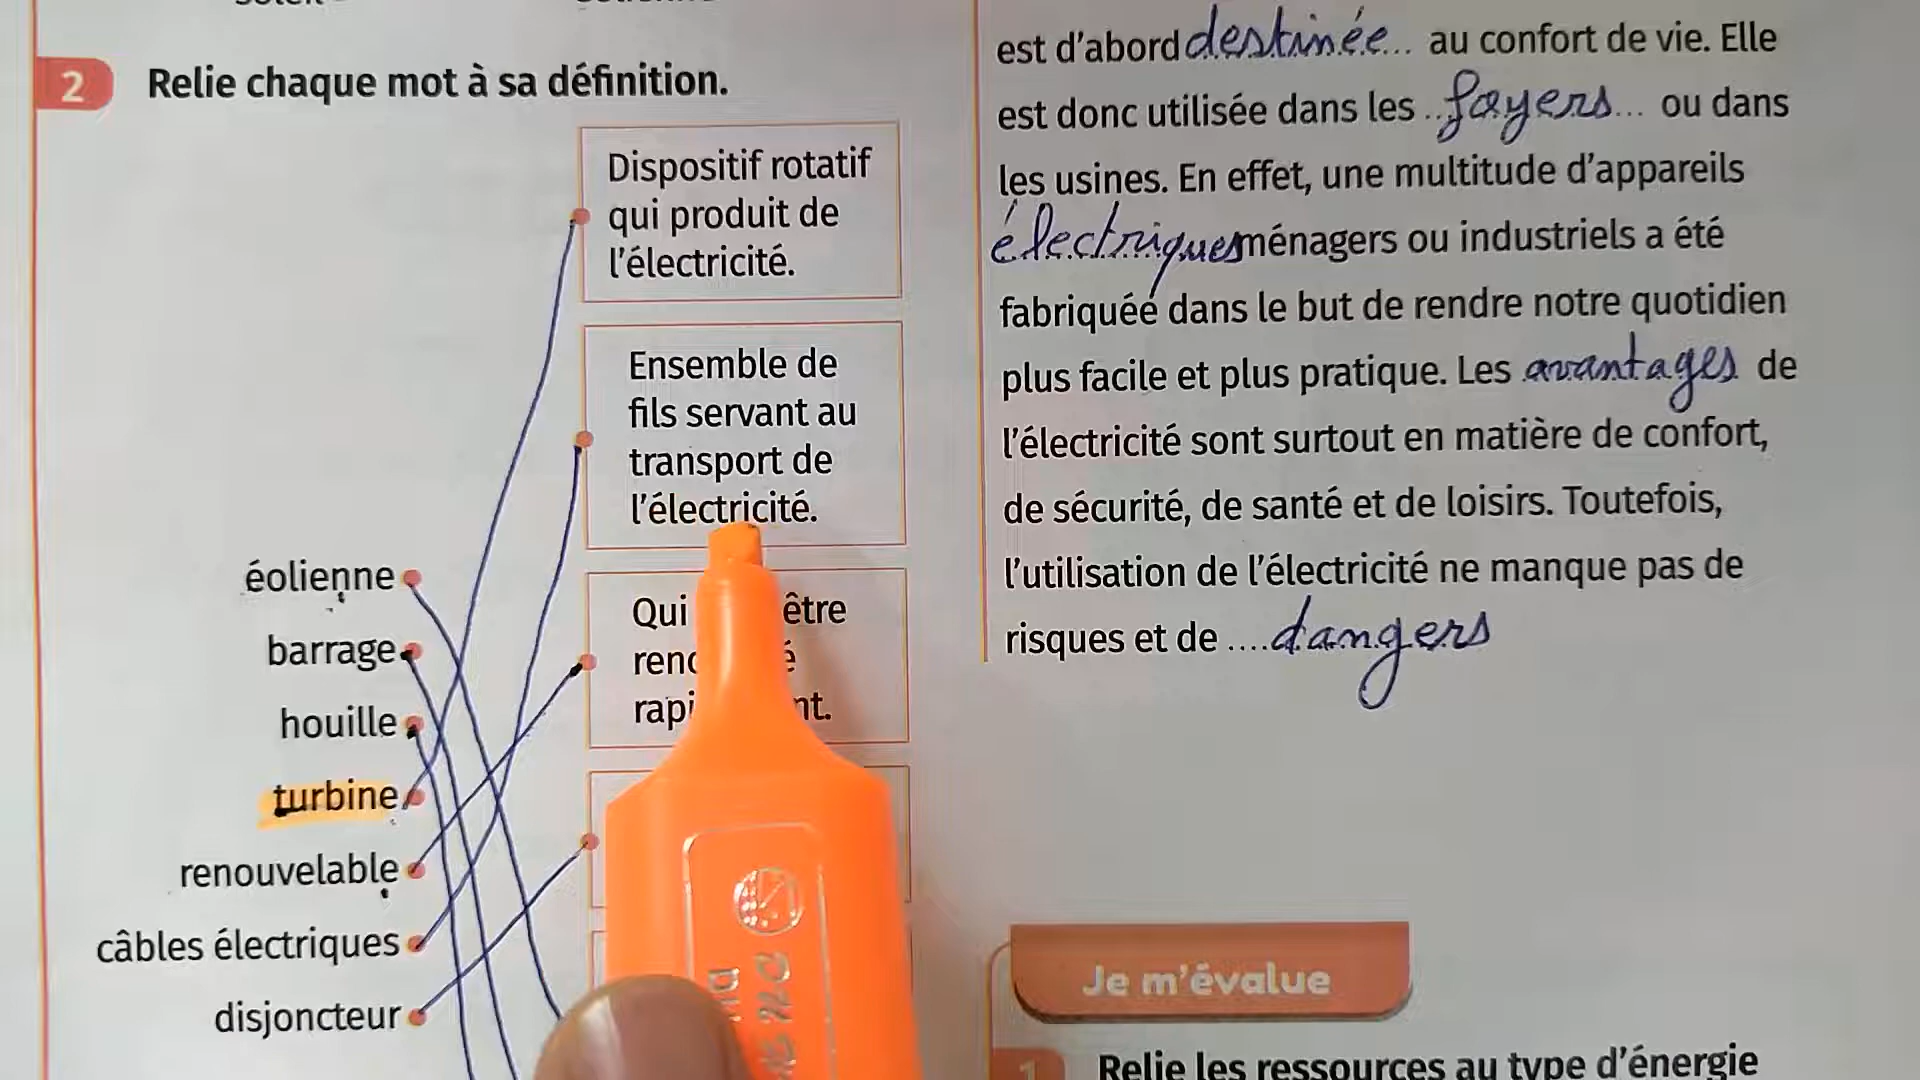 2 Relie chaque mot à sa définition.
Dispositif rotatif
qui produit de
l'électricité.
Ensemble de
fils servant au
transport de
l'électricité.
Qui être
éolienne
barrage
houille
turbine
renouvelable
câbles électriques
disjoncteur
est d'abord destinée... au confort de vie. Elle
est donc utilisée dans les ..foyers... ou dans
les usines. En effet, une multitude d'appareils
électriques ménagers ou industriels a été
fabriquée dans le but de rendre notre quotidien
plus facile et plus pratique. Les avantages de
l'électricité sont surtout en matière de confort,
de sécurité, de santé et de loisirs. Toutefois,
l'utilisation de l'électricité ne manque pas de
risques et de ....dangers
Je m'évalue
1 Relie les ressources au type d'énergie